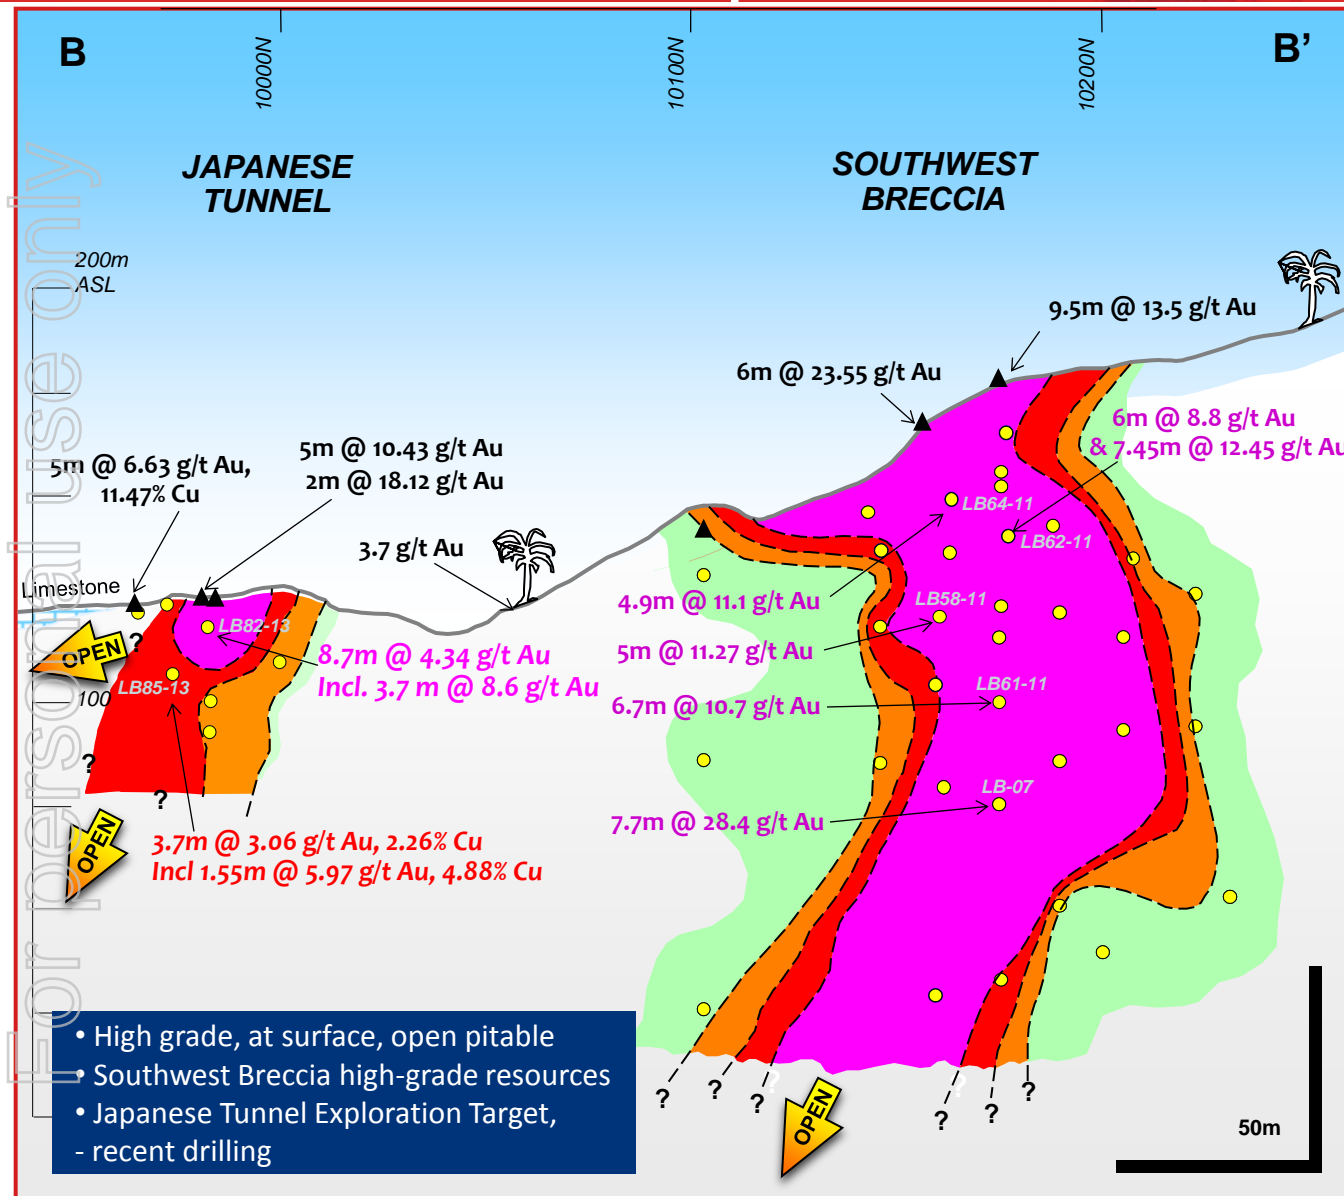 B
10000N
10100N
10200N
B’
JAPANESE
TUNNEL
SOUTHWEST
BRECCIA
For personal use only
200m
ASL
9.5m @ 13.5 g/t Au
6m @ 23.55 g/t Au
6m @ 8.8 g/t Au
& 7.45m @ 12.45 g/t Au
5m @ 6.63 g/t Au,
11.47% Cu
5m @ 10.43 g/t Au
2m @ 18.12 g/t Au
3.7 g/t Au
LB64-11
LB62-11
Limestone
4.9m @ 11.1 g/t Au
LB58-11
LB82-13
?
OPEN
5m @ 11.27 g/t Au
8.7m @ 4.34 g/t Au
Incl. 3.7 m @ 8.6 g/t Au
LB85-13
100
LB61-11
6.7m @ 10.7 g/t Au
?
?
LB-07
7.7m @ 28.4 g/t Au
OPEN
3.7m @ 3.06 g/t Au, 2.26% Cu
Incl 1.55m @ 5.97 g/t Au, 4.88% Cu
• High grade, at surface, open pitable
• Southwest Breccia high-grade resources
• Japanese Tunnel Exploration Target,
- recent drilling
?
?
?
?
OPEN
?
?
?
?
?
50m